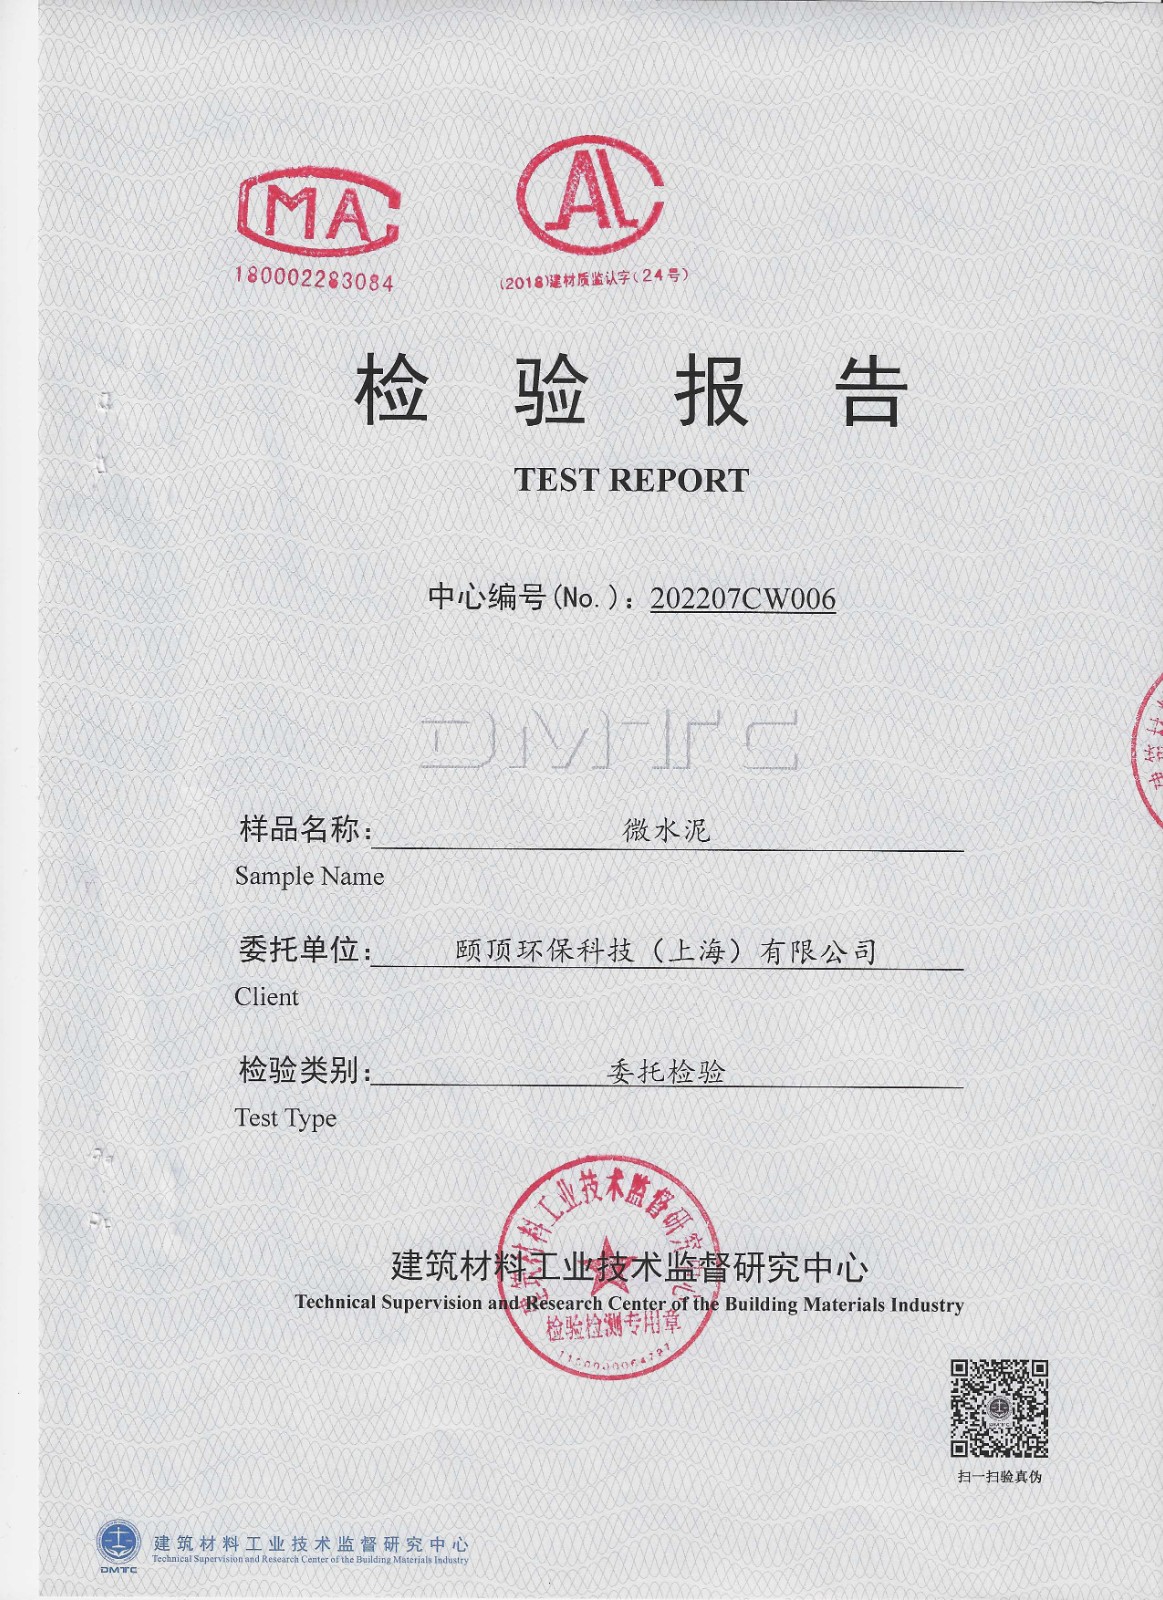 MA
180002283084
CAL
(2018)建材质监认字(24号)
检验报告
TEST REPORT
中心编号(No.): 202207CW006
样品名称: 微水泥
Sample Name
委托单位: 颐顶环保科技（上海）有限公司
Client
检验类别: 委托检验
Test Type
建筑材料工业技术监督研究中心
建筑材料工业技术监督研究中心
Technical Supervision and Research Center of the Building Materials Industry
检验检测专用章
扫一扫验真伪
建筑材料工业技术监督研究中心
Technical Supervision and Research Center of the Building Materials Industry
DMTC